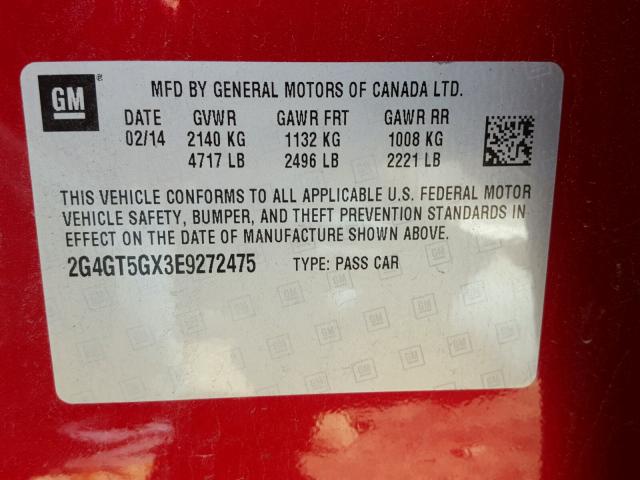 GM
MFD BY GENERAL MOTORS OF CANADA LTD.
DATE GVWR GAWR FRT GAWR RR
02/14 2140 KG 1132 KG 1008 KG
4717 LB 2496 LB 2221 LB
THIS VEHICLE CONFORMS TO ALL APPLICABLE U.S. FEDERAL MOTOR
VEHICLE SAFETY, BUMPER, AND THEFT PREVENTION STANDARDS IN
EFFECT ON THE DATE OF MANUFACTURE SHOWN ABOVE.
2G4GT5GX3E9272475 TYPE: PASS CAR